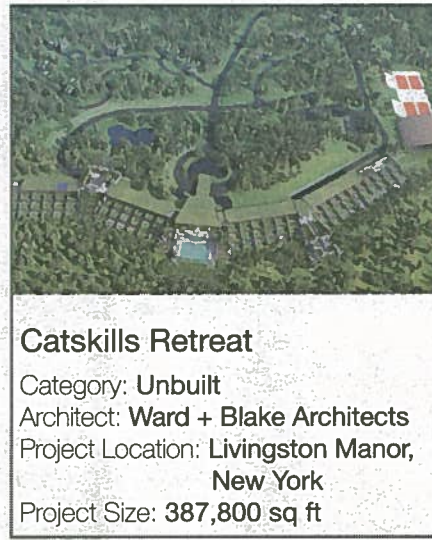 Catskills Retreat
Category: Unbuilt
Architect: Ward + Blake Architects
Project Location: Livingston Manor,
New York
Project Size: 387,800 sq ft